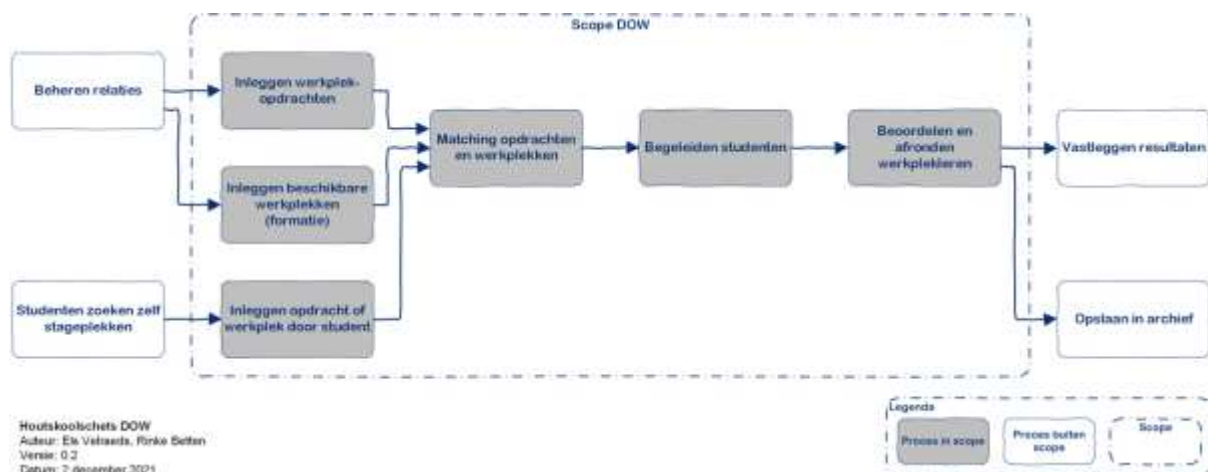 Scope DOW
Beheren relaties
Inleggen werkplek-
opdrachten
Inleggen beschikbare
werkplekken
(formatie)
Studenten zoeken zelf
stageplekken
Inleggen opdracht of
werkplek door student
Matching opdrachten
en werkplekken
Begeleiden studenten
Beoordelen en
afronden
werkplekleren
Vastleggen resultaten
Opslaan in archief
Houtskoolschets DOW
Auteur: Els Velraeds, Rinke Betten
Versie: 0.2
Datum: 2 december 2021
Legenda
Proces in scope
Proces buiten
scope
Scope